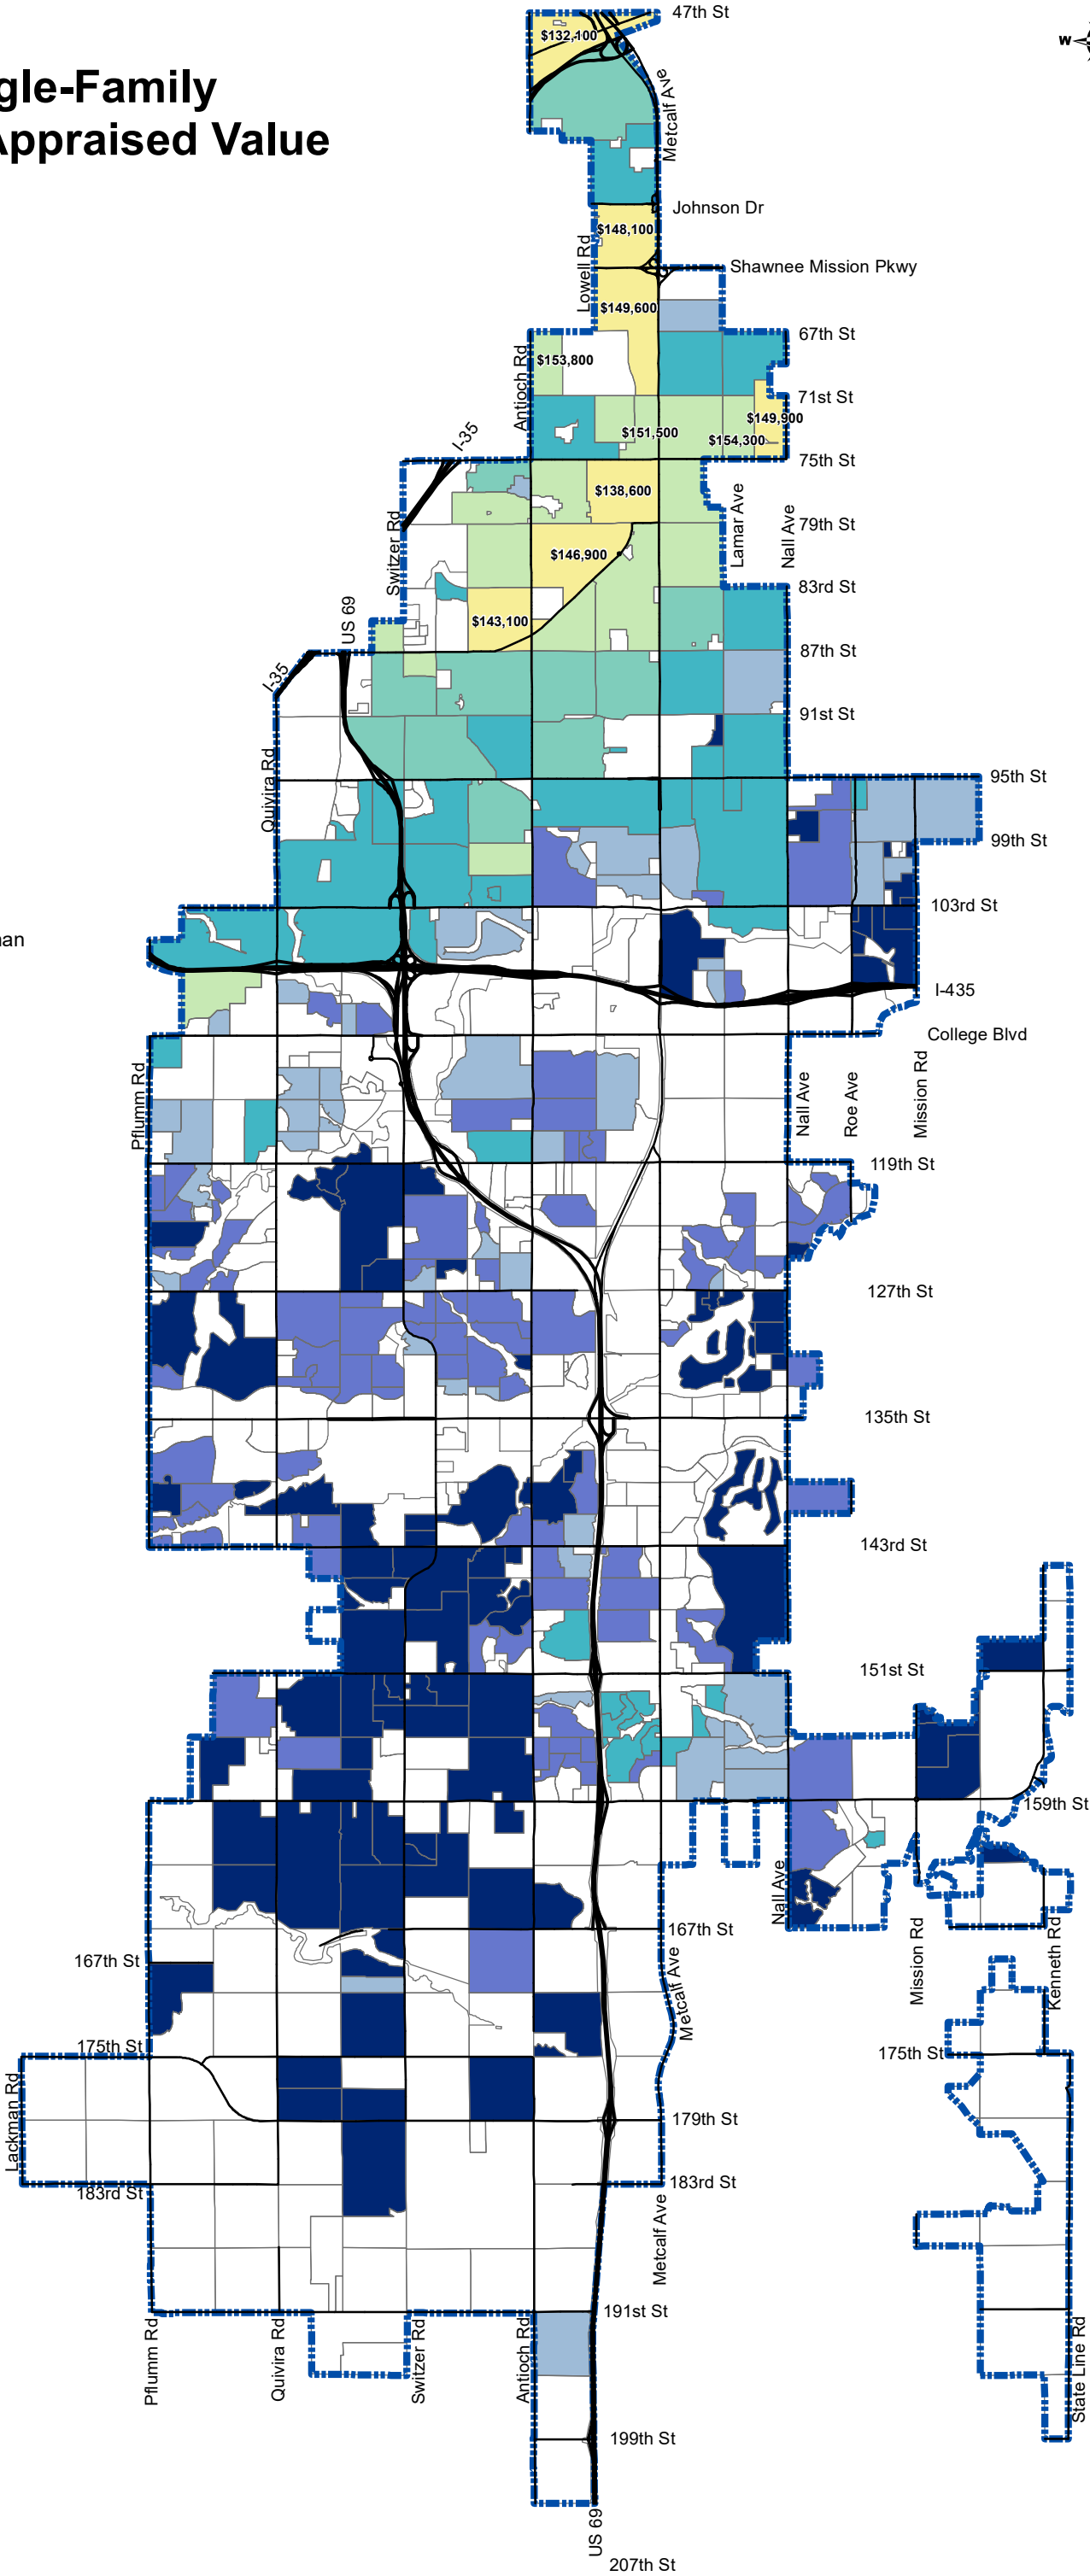 47th St
W
$132,100
gle-Family
Appraised Value
Metcalf Ave
Johnson Dr
$148,100
Lowell Rd
Shawnee Mission Pkwy
$149,600
67th St
$153,800
Antioch Rd
71st St
$149,900
$151,500
$154,300
I-35
75th St
$138,600
Switzer Rd
Lamar Ave
Nall Ave
79th St
$146,900
83rd St
US 69
$143,100
87th St
I-35
91st St
Quivira Rd
95th St
99th St
103rd St
an
I-435
College Blvd
Pflumm Rd
Nall Ave
Roe Ave
Mission Rd
119th St
127th St
135th St
143rd St
151st St
159th St
Nall Ave
167th St
167th St
Mission Rd
Kenneth Rd
Metcalf Ave
175th St
175th St
Lackman Rd
179th St
183rd St
183rd St
Metcalf Ave
191st St
Pflumm Rd
Quivira Rd
Switzer Rd
Antioch Rd
State Line Rd
199th St
US 69
207th St